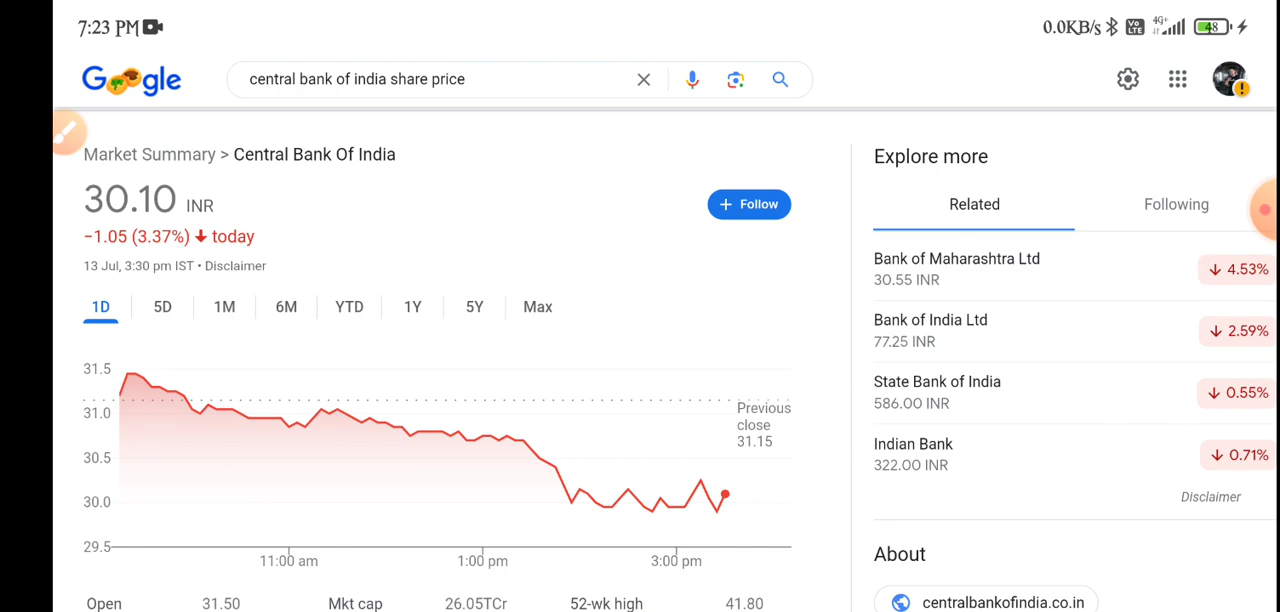 7:23 PM
0.0KB/s
Vo
LTE
4G+
48
Google
central bank of india share price
Market Summary > Central Bank Of India
30.10 INR
+ Follow
−1.05 (3.37%) ↓ today
13 Jul, 3:30 pm IST • Disclaimer
1D 5D 1M 6M YTD 1Y 5Y Max
31.5
31.0
30.5
30.0
29.5
Previous
close
31.15
11:00 am 1:00 pm 3:00 pm
Open 31.50 Mkt cap 26.05TCr 52-wk high 41.80
Explore more
Related Following
Bank of Maharashtra Ltd
30.55 INR
↓ 4.53%
Bank of India Ltd
77.25 INR
↓ 2.59%
State Bank of India
586.00 INR
↓ 0.55%
Indian Bank
322.00 INR
↓ 0.71%
Disclaimer
About
centralbankofindia.co.in